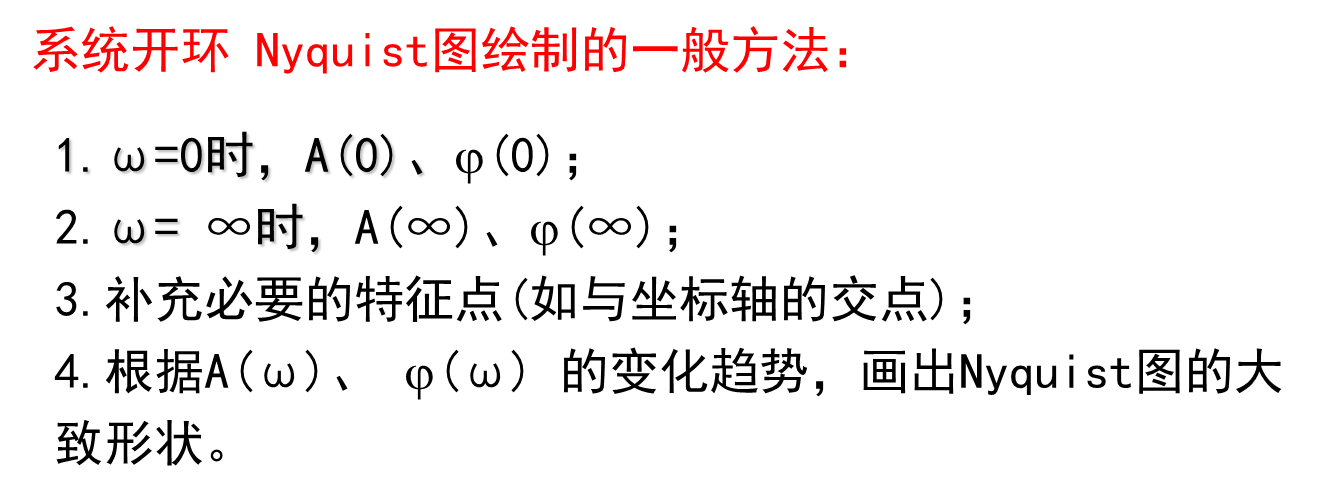 系统开环 Nyquist图绘制的一般方法:
1.ω=0时，A(0)、φ(0)；
2.ω= ∞时，A(∞)、φ(∞)；
3.补充必要的特征点(如与坐标轴的交点)；
4.根据A(ω)、 φ(ω) 的变化趋势，画出Nyquist图的大
致形状。